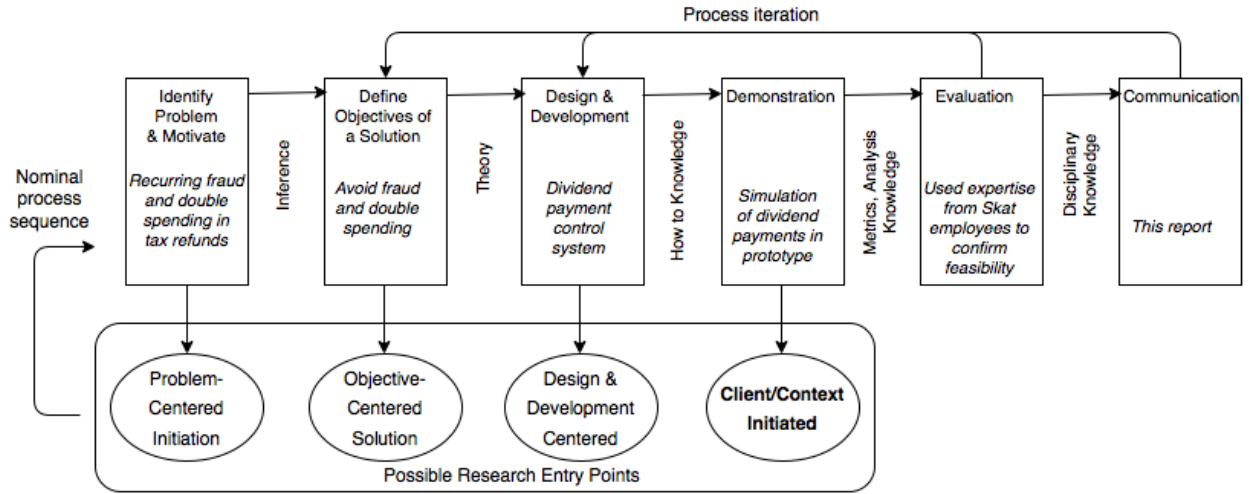 Process iteration
Identify
Problem
& Motivate
Recurring fraud
and double
spending in
tax refunds
Inference
Define
Objectives of
a Solution
Avoid fraud
and double
spending
Theory
Design &
Development
Dividend
payment
control
system
How to Knowledge
Demonstration
Simulation
of dividend
payments in
prototype
Metrics, Analysis
Knowledge
Evaluation
Used expertise
from Skat
employees to
confirm
feasibility
Disciplinary
Knowledge
Communication
This report
Nominal
process
sequence
Problem-
Centered
Initiation
Objective-
Centered
Solution
Design &
Development
Centered
Client/Context
Initiated
Possible Research Entry Points